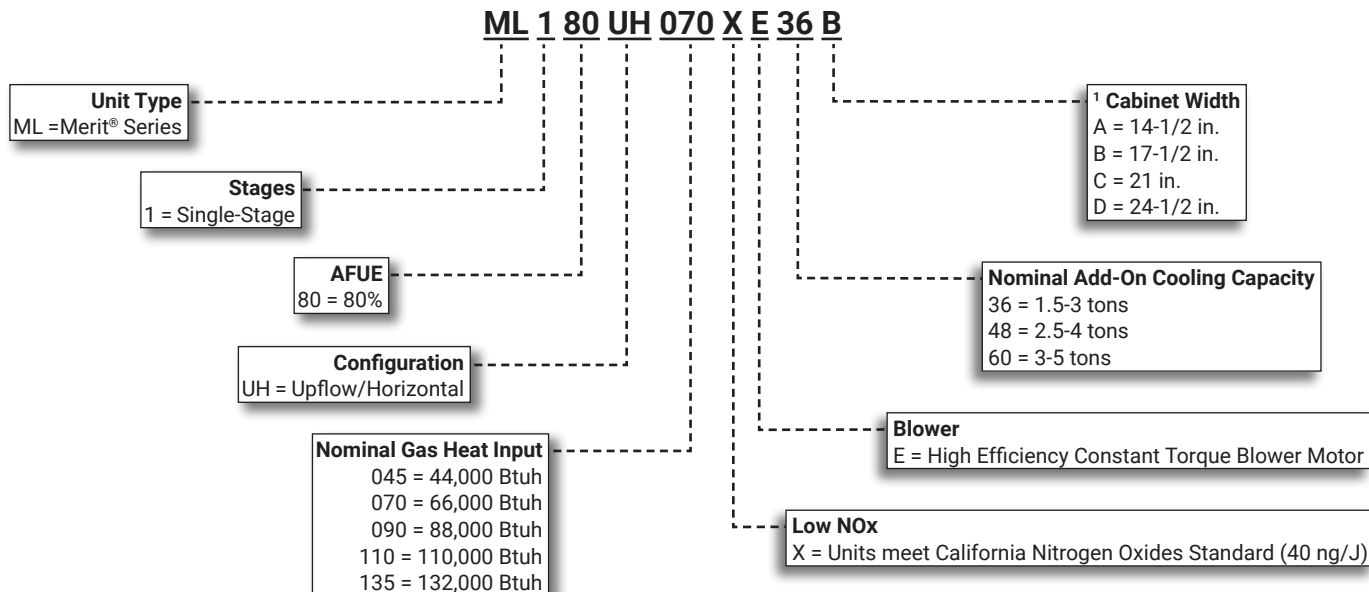 ML 1 80 UH 070 X E 36 B
Unit Type
ML =Merit® Series
Stages
1 = Single-Stage
AFUE
80 = 80%
Configuration
UH = Upflow/Horizontal
Nominal Gas Heat Input
045 = 44,000 Btuh
070 = 66,000 Btuh
090 = 88,000 Btuh
110 = 110,000 Btuh
135 = 132,000 Btuh
¹ Cabinet Width
A = 14-1/2 in.
B = 17-1/2 in.
C = 21 in.
D = 24-1/2 in.
Nominal Add-On Cooling Capacity
36 = 1.5-3 tons
48 = 2.5-4 tons
60 = 3-5 tons
Blower
E = High Efficiency Constant Torque Blower Motor
Low NOx
X = Units meet California Nitrogen Oxides Standard (40 ng/J)